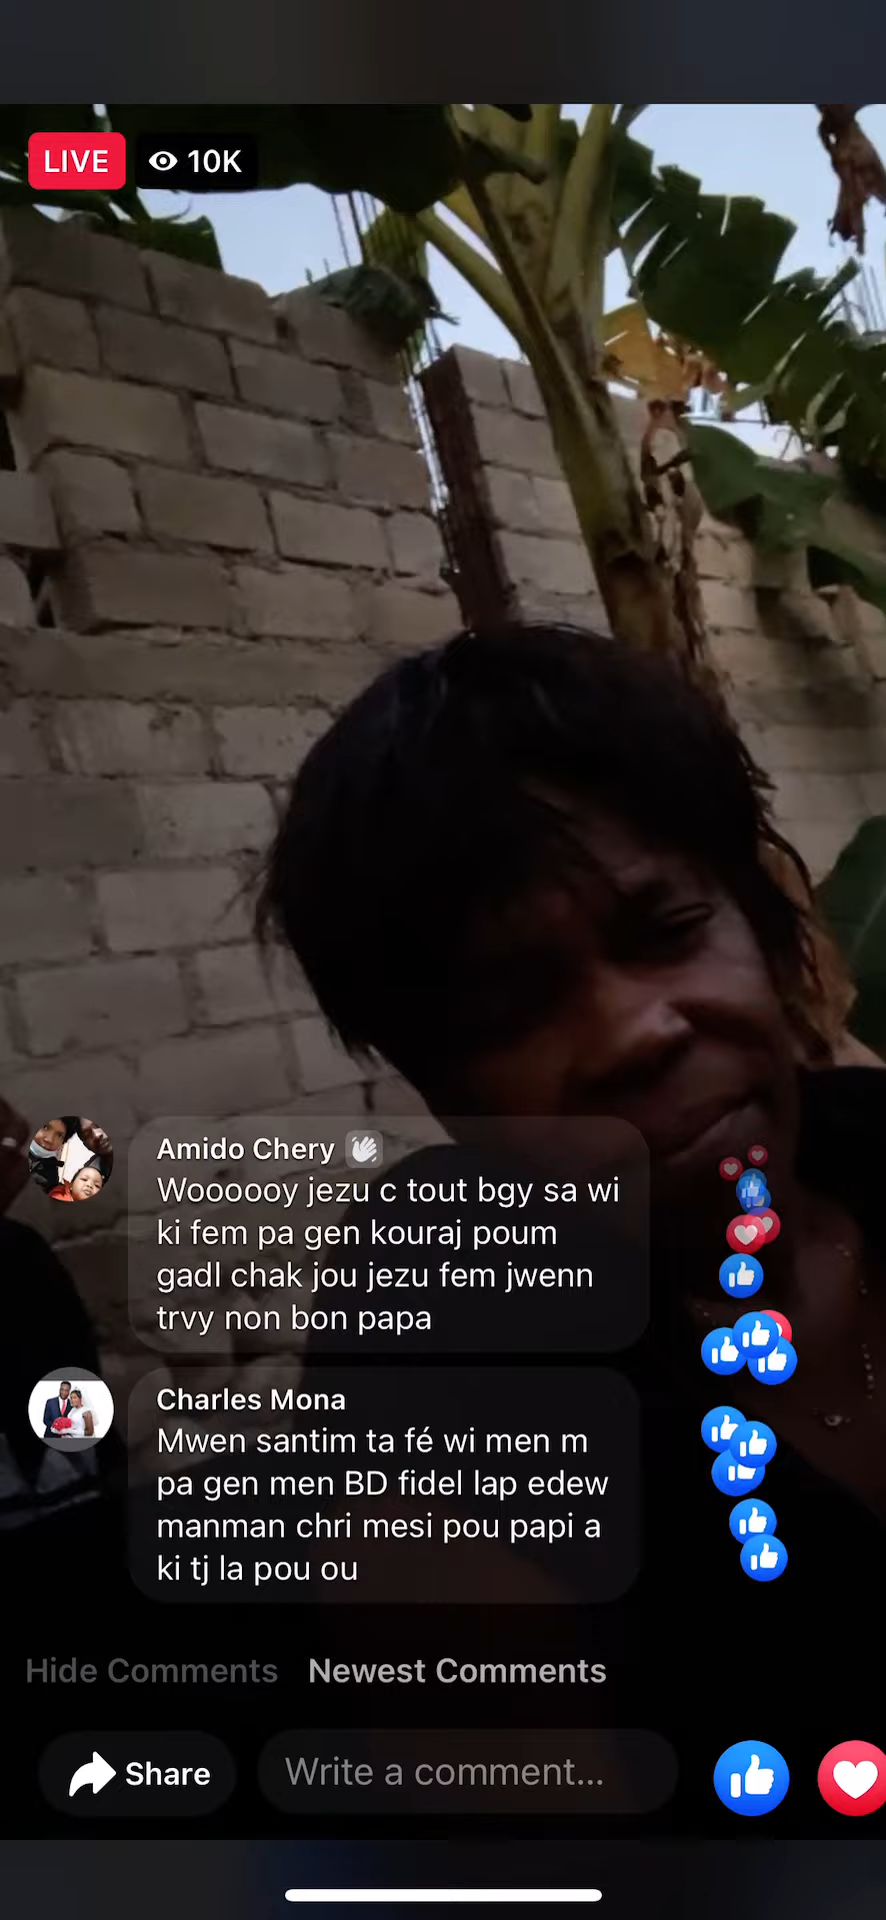 LIVE 10K
Amido Chery
Woooooy jezu c tout bgy sa wi
ki fem pa gen kouraj poum
gadl chak jou jezu fem jwenn
trvy non bon papa
Charles Mona
Mwen santim ta fé wi men m
pa gen men BD fidel lap edew
manman chri mesi pou papi a
ki tj la pou ou
Hide Comments Newest Comments
Share Write a comment...